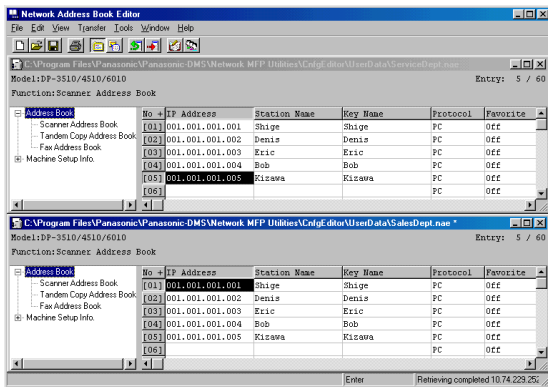 Network Address Book Editor
File Edit View Transfer Tools Window Help
C:\Program Files\Panasonic\Panasonic-DMS\Network MFP Utilities\CnfgEditor\UserData\ServiceDept.nae
Model:DP-3510/4510/6010 Entry: 5 / 60
Function:Scanner Address Book
Address Book
Scanner Address Book
Tandem Copy Address Book
Fax Address Book
Machine Setup Info.
No + IP Address Station Name Key Name Protocol Favorite
[01] 001.001.001.001 Shige Shige PC Off
[02] 001.001.001.002 Denis Denis PC Off
[03] 001.001.001.003 Eric Eric PC Off
[04] 001.001.001.004 Bob Bob PC Off
[05] 001.001.001.005 Kizawa Kizawa PC Off
[06] PC Off
C:\Program Files\Panasonic\Panasonic-DMS\Network MFP Utilities\CnfgEditor\UserData\SalesDept.nae *
Model:DP-3510/4510/6010 Entry: 5 / 60
Function:Scanner Address Book
Address Book
Scanner Address Book
Tandem Copy Address Book
Fax Address Book
Machine Setup Info.
No + IP Address Station Name Key Name Protocol Favorite
[01] 001.001.001.001 Shige Shige PC Off
[02] 001.001.001.002 Denis Denis PC Off
[03] 001.001.001.003 Eric Eric PC Off
[04] 001.001.001.004 Bob Bob PC Off
[05] 001.001.001.005 Kizawa Kizawa PC Off
[06] PC Off
Enter Retrieving completed 10.74.229.252